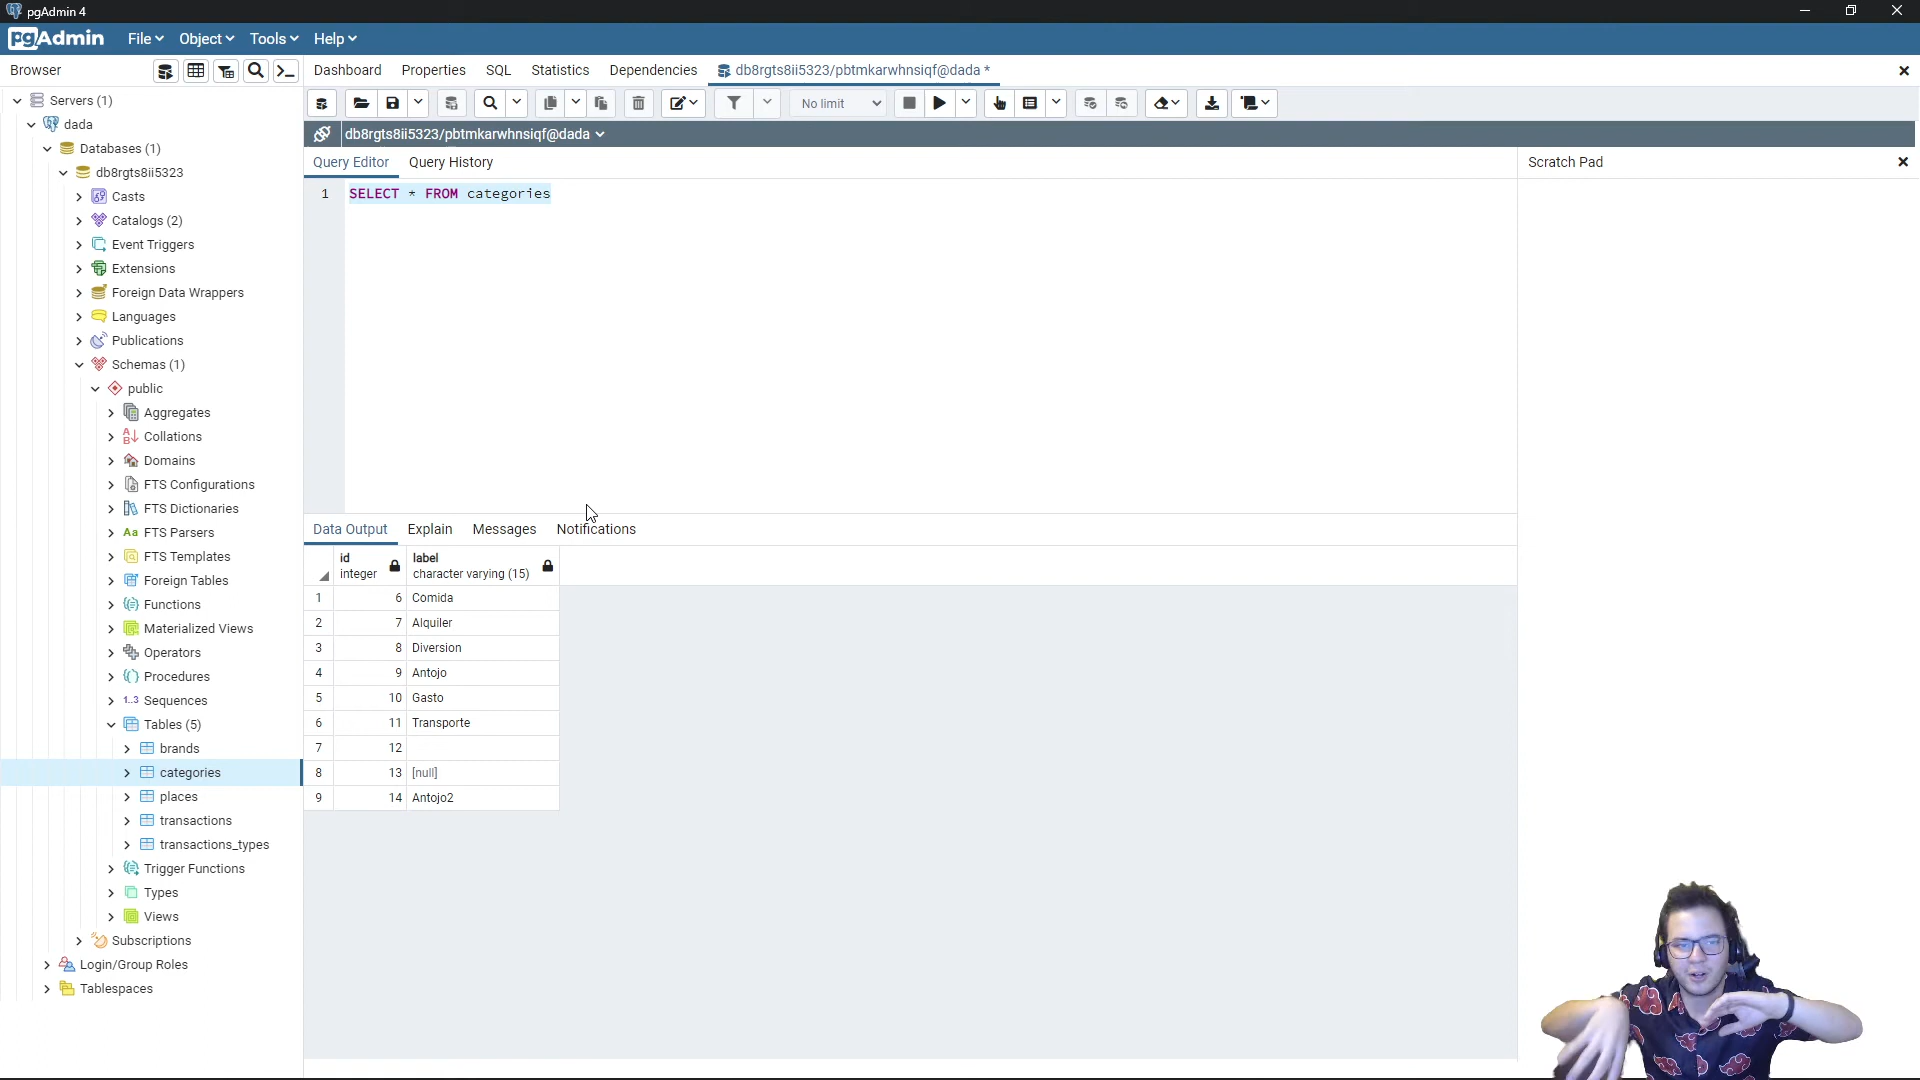 pgAdmin 4
pgAdmin File Object Tools Help
Browser
Dashboard Properties SQL Statistics Dependencies db8rgts8ii5323/pbtmkarwhnsiqf@dada *
No limit
db8rgts8ii5323/pbtmkarwhnsiqf@dada
Query Editor Query History
Scratch Pad
1 SELECT * FROM categories
Servers (1)
dada
Databases (1)
db8rgts8ii5323
Casts
Catalogs (2)
Event Triggers
Extensions
Foreign Data Wrappers
Languages
Publications
Schemas (1)
public
Aggregates
Collations
Domains
FTS Configurations
FTS Dictionaries
Aa FTS Parsers
FTS Templates
Foreign Tables
Functions
Materialized Views
Operators
Procedures
1..3 Sequences
Tables (5)
brands
categories
places
transactions
transactions_types
Trigger Functions
Types
Views
Subscriptions
Login/Group Roles
Tablespaces
Data Output Explain Messages Notifications
id integer
label character varying (15)
1 6 Comida
2 7 Alquiler
3 8 Diversion
4 9 Antojo
5 10 Gasto
6 11 Transporte
7 12
8 13 [null]
9 14 Antojo2